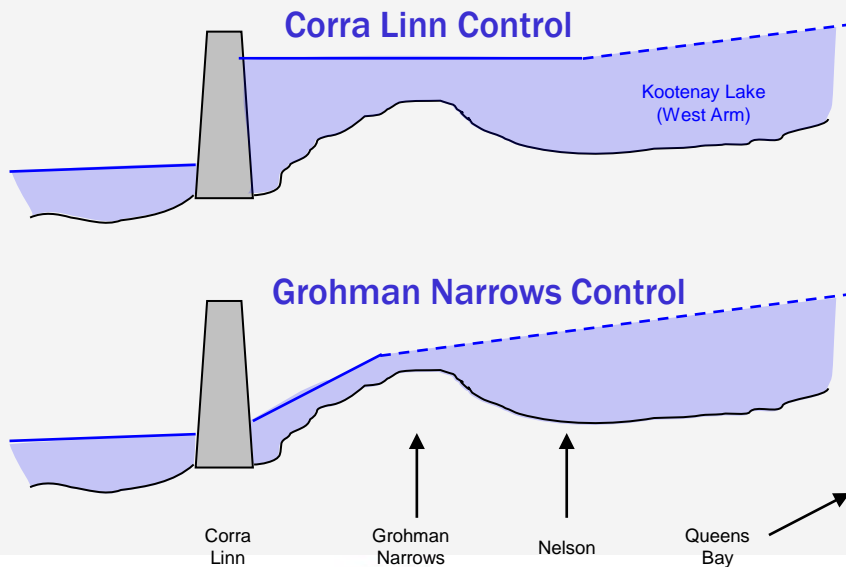 Corra Linn Control
Kootenay Lake
(West Arm)
Grohman Narrows Control
Corra
Linn
Grohman
Narrows
Nelson
Queens
Bay